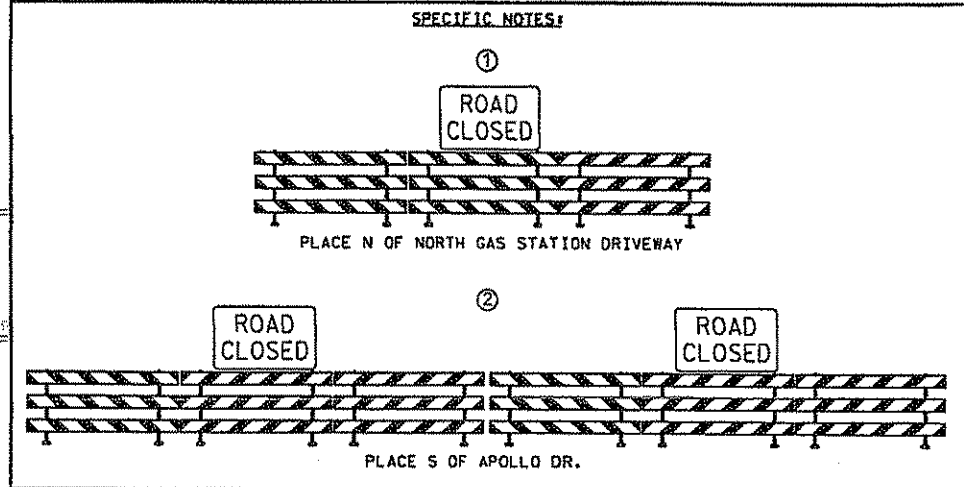 SPECIFIC NOTES:
①
ROAD
CLOSED
PLACE N OF NORTH GAS STATION DRIVEWAY
②
ROAD
CLOSED
ROAD
CLOSED
PLACE S OF APOLLO DR.